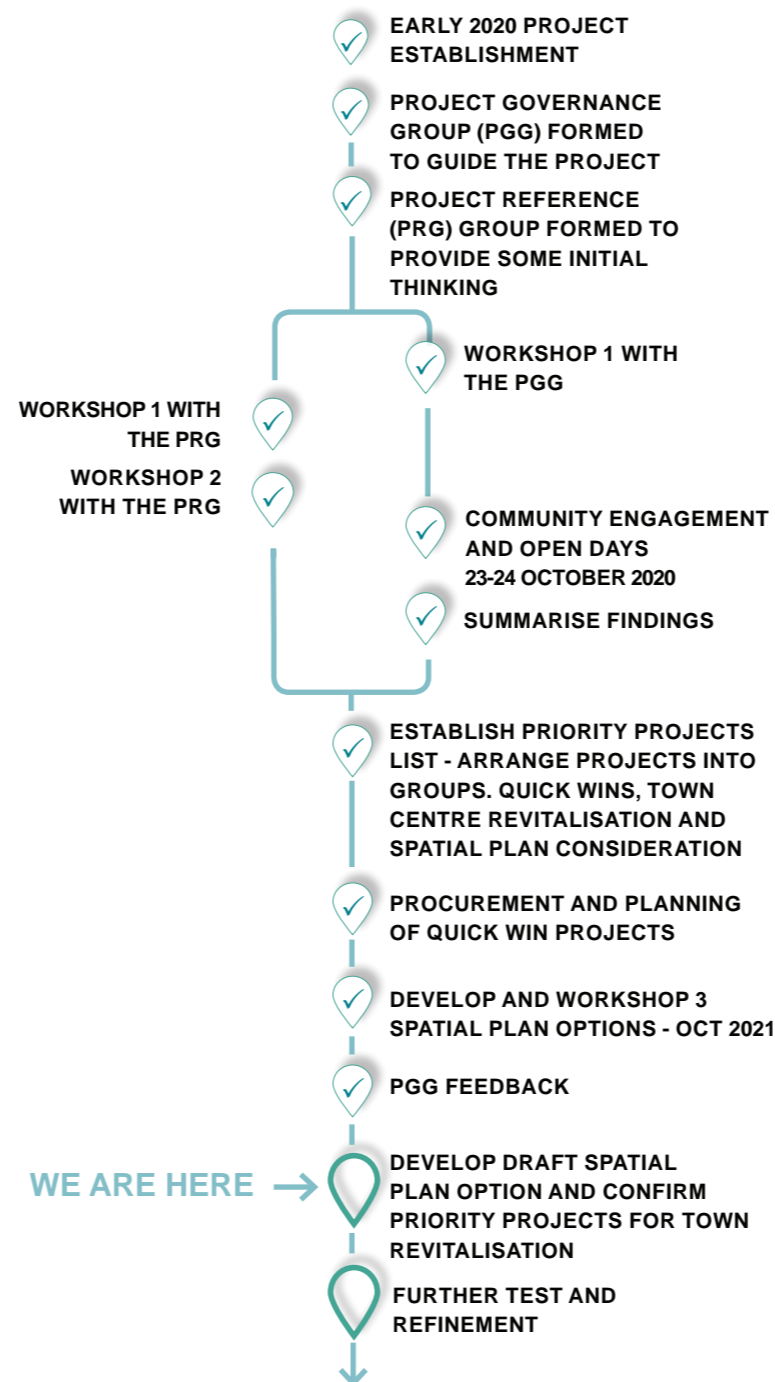 EARLY 2020 PROJECT
ESTABLISHMENT
PROJECT GOVERNANCE
GROUP (PGG) FORMED
TO GUIDE THE PROJECT
PROJECT REFERENCE
(PRG) GROUP FORMED TO
PROVIDE SOME INITIAL
THINKING
WORKSHOP 1 WITH
THE PGG
WORKSHOP 1 WITH
THE PRG
WORKSHOP 2
WITH THE PRG
COMMUNITY ENGAGEMENT
AND OPEN DAYS
23-24 OCTOBER 2020
SUMMARISE FINDINGS
ESTABLISH PRIORITY PROJECTS
LIST - ARRANGE PROJECTS INTO
GROUPS. QUICK WINS, TOWN
CENTRE REVITALISATION AND
SPATIAL PLAN CONSIDERATION
PROCUREMENT AND PLANNING
OF QUICK WIN PROJECTS
DEVELOP AND WORKSHOP 3
SPATIAL PLAN OPTIONS - OCT 2021
PGG FEEDBACK
WE ARE HERE
DEVELOP DRAFT SPATIAL
PLAN OPTION AND CONFIRM
PRIORITY PROJECTS FOR TOWN
REVITALISATION
FURTHER TEST AND
REFINEMENT